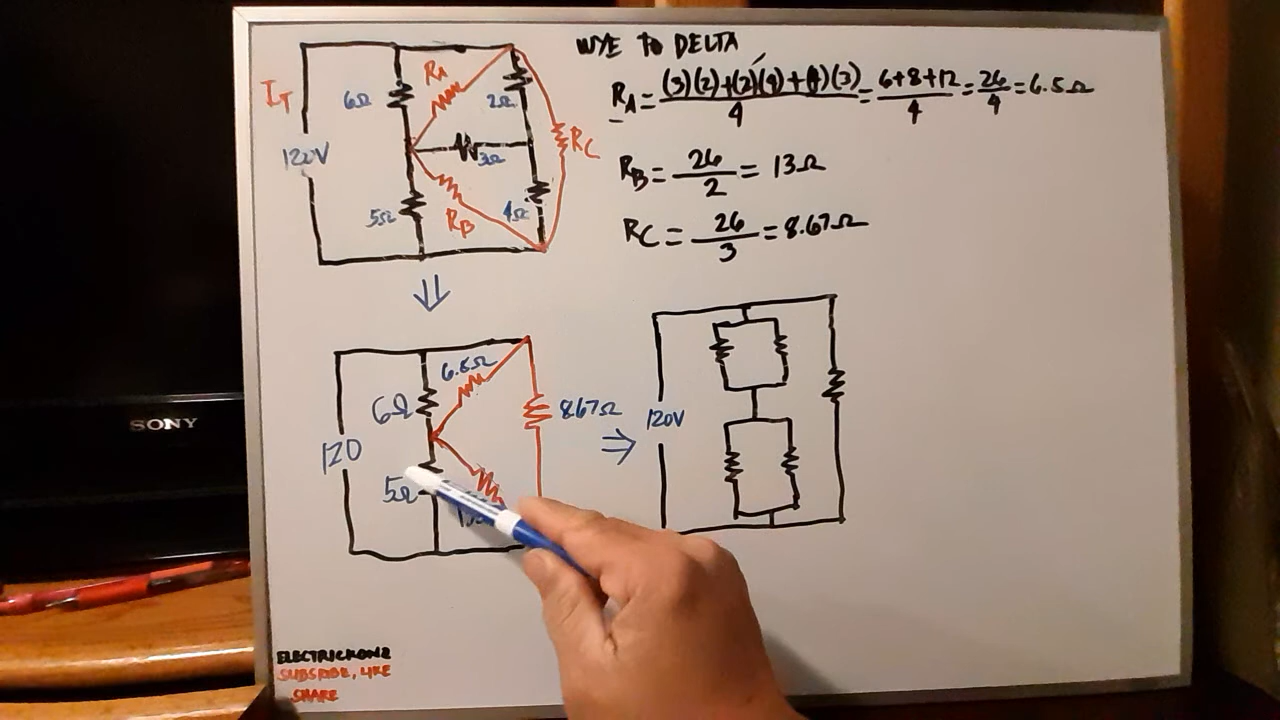 WYE TO DELTA
RA = (3)(2)+(2)(4)+(4)(3) / 4 = 6+8+12 / 4 = 26 / 4 = 6.5Ω
RB = 26 / 2 = 13Ω
RC = 26 / 3 = 8.67Ω
IT
120V
6Ω
RA
2Ω
3Ω
RC
5Ω
RB
4Ω
⇓
120
6Ω
6.5Ω
8.67Ω
5Ω
⇒
120V
SONY
ELECTRICKONZ
SUBSRIBE, LIKE
SHARE